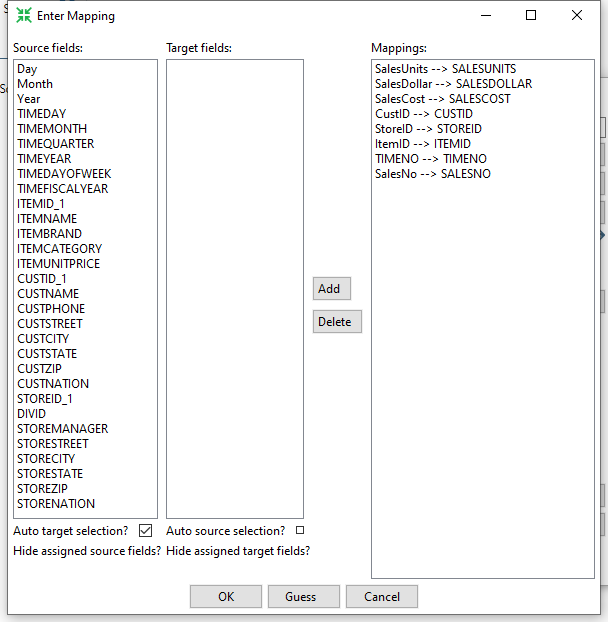 Enter Mapping
Source fields:
Target fields:
Mappings:
Day
Month
Year
TIMEDAY
TIMEMONTH
TIMEQUARTER
TIMEYEAR
TIMEDAYOFWEEK
TIMEFISCALYEAR
ITEMID_1
ITEMNAME
ITEMBRAND
ITEMCATEGORY
ITEMUNITPRICE
CUSTID_1
CUSTNAME
CUSTPHONE
CUSTSTREET
CUSTCITY
CUSTSTATE
CUSTZIP
CUSTNATION
STOREID_1
DIVID
STOREMANAGER
STORESTREET
STORECITY
STORESTATE
STOREZIP
STORENATION
Add
Delete
SalesUnits --> SALESUNITS
SalesDollar --> SALESDOLLAR
SalesCost --> SALESCOST
CustID --> CUSTID
StoreID --> STOREID
ItemID --> ITEMID
TIMENO --> TIMENO
SalesNo --> SALESNO
Auto target selection?
Auto source selection?
Hide assigned source fields?
Hide assigned target fields?
OK
Guess
Cancel